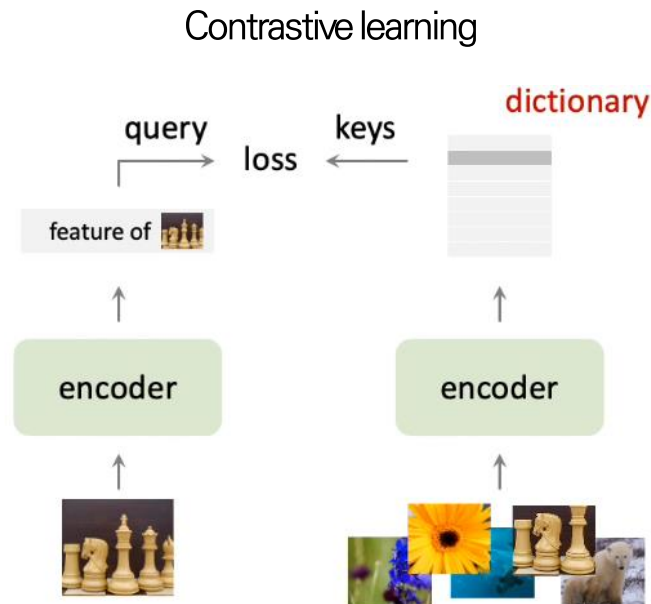 Contrastive learning
dictionary
query
keys
loss
feature of
encoder
encoder